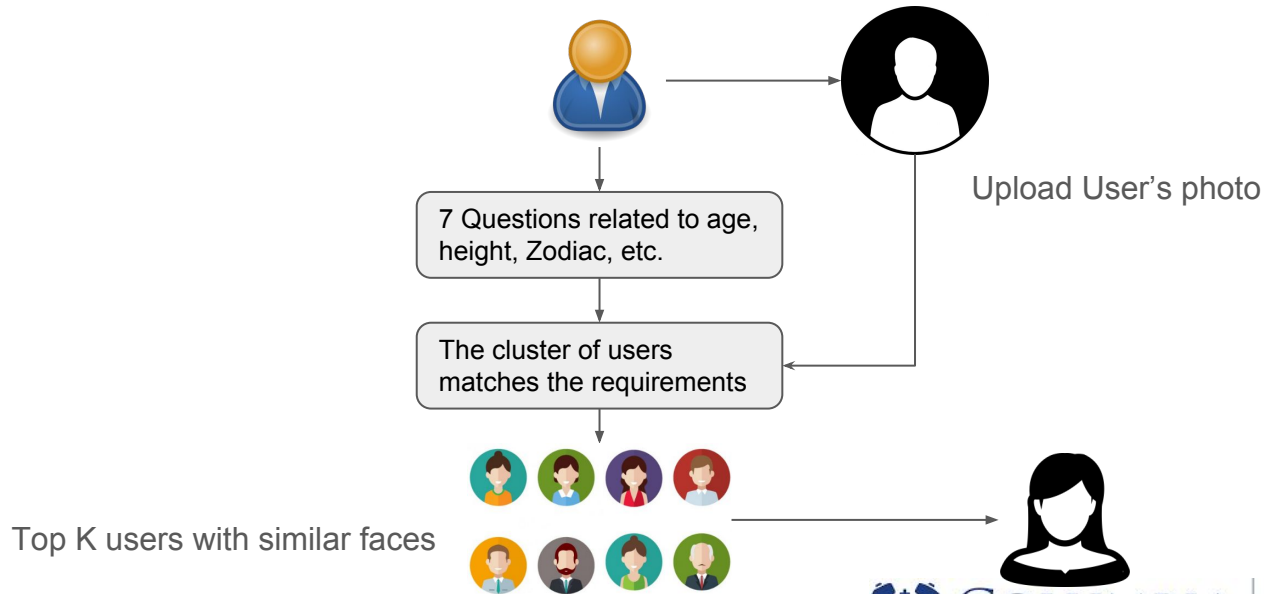 Upload User's photo
7 Questions related to age,
height, Zodiac, etc.
The cluster of users
matches the requirements
Top K users with similar faces